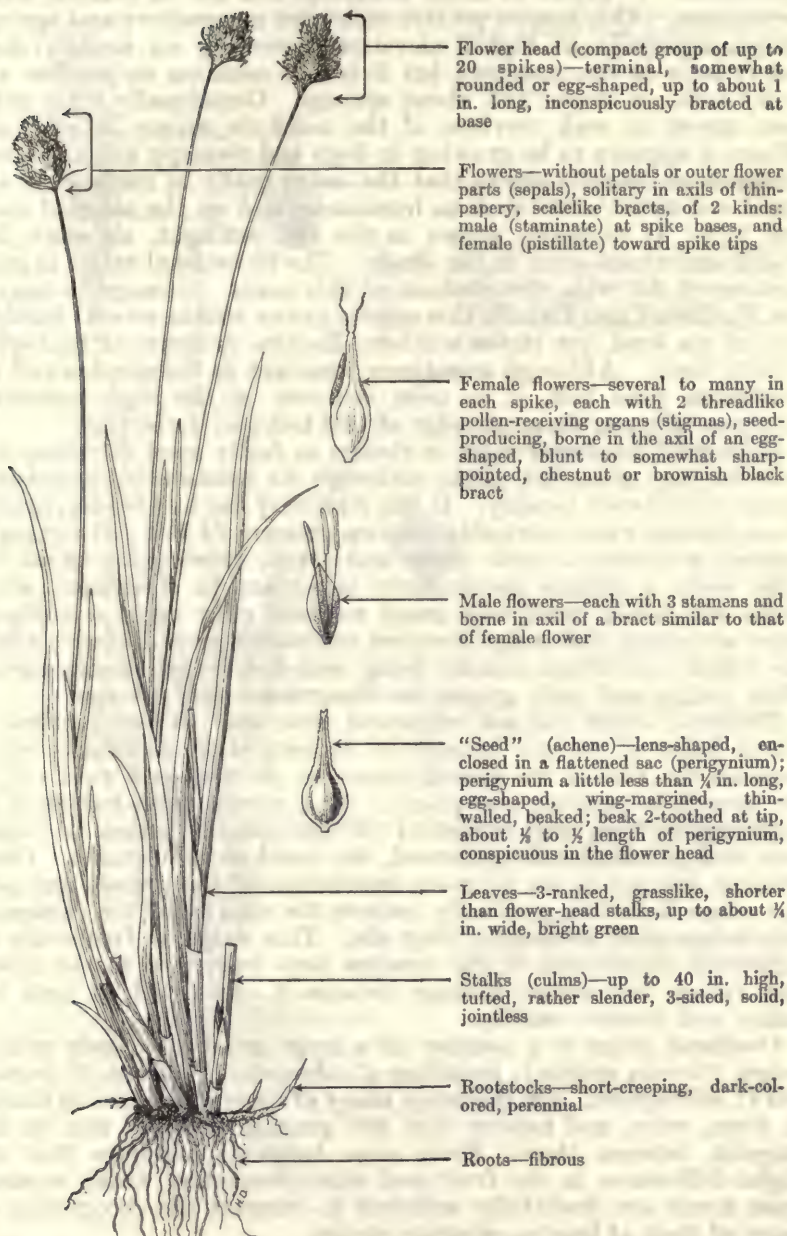 Flower head (compact group of up to
20 spikes)—terminal, somewhat
rounded or egg-shaped, up to about 1
in. long, inconspicuously bracted at
base
Flowers—without petals or outer flower
parts (sepals), solitary in axils of thin-
papery, scalelike bracts, of 2 kinds:
male (staminate) at spike bases, and
female (pistillate) toward spike tips
Female flowers—several to many in
each spike, each with 2 threadlike
pollen-receiving organs (stigmas), seed-
producing, borne in the axil of an egg-
shaped, blunt to somewhat sharp-
pointed, chestnut or brownish black
bract
Male flowers—each with 3 stamens and
borne in axil of a bract similar to that
of female flower
"Seed" (achene)—lens-shaped, en-
closed in a flattened sac (perigynium);
perigynium a little less than ¼ in. long,
egg-shaped, wing-margined, thin-
walled, beaked; beak 2-toothed at tip,
about to ½ length of perigynium,
conspicuous in the flower head
Leaves—3-ranked, grasslike, shorter
than flower-head stalks, up to about ¼
in. wide, bright green
Stalks (culms)—up to 40 in. high,
tufted, rather slender, 3-sided, solid,
jointless
Rootstocks—short-creeping, dark-col-
ored, perennial
Roots—fibrous